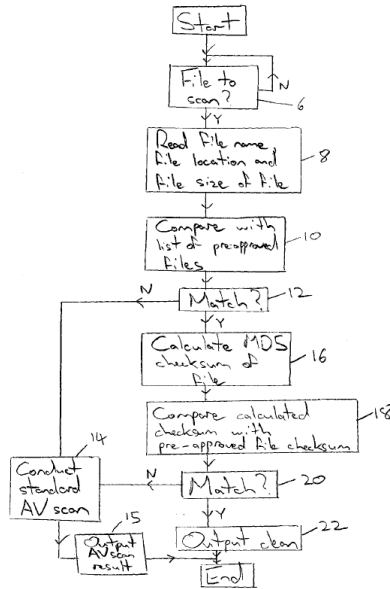 Start
File to
scan?
N
6
Y
Read file name,
file location and
file size of file
8
Compare with
list of preapproved
files
10
N
Match?
12
Y
Calculate MD5
checksum of
file
16
Compare calculated
checksum with
pre-approved file checksum
18
14
Conduct
standard
AV scan
N
Match?
20
Y
15
Output
AV scan
result
Output clean
22
End